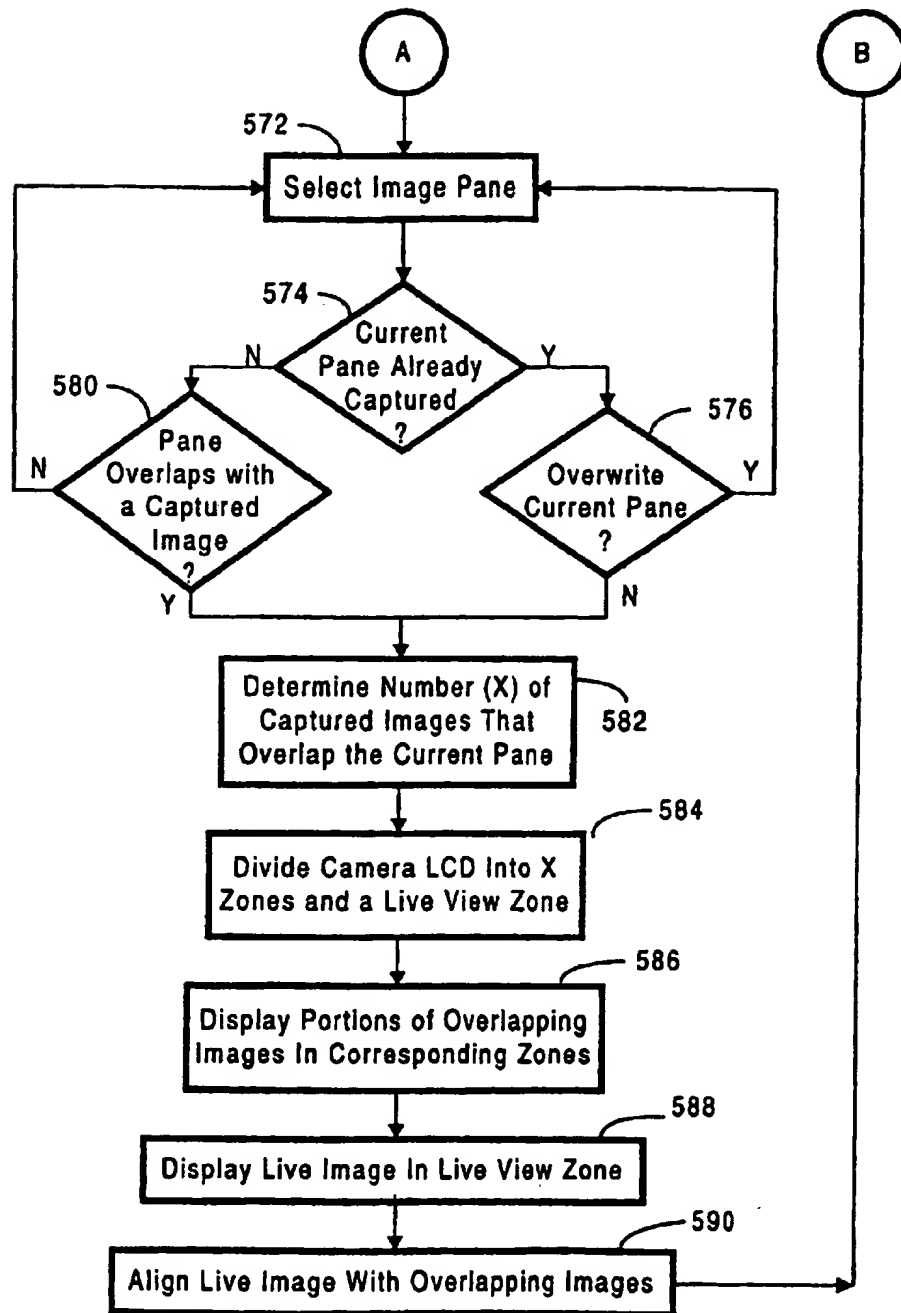 A
B
572
Select Image Pane
574
Current
Pane Already
Captured
?
N
Y
580
Pane
Overlaps with
a Captured
Image
?
N
Y
576
Overwrite
Current Pane
?
Y
N
Determine Number (X) of
Captured Images That
Overlap the Current Pane
582
584
Divide Camera LCD Into X
Zones and a Live View Zone
586
Display Portions of Overlapping
Images In Corresponding Zones
588
Display Live Image In Live View Zone
590
Align Live Image With Overlapping Images